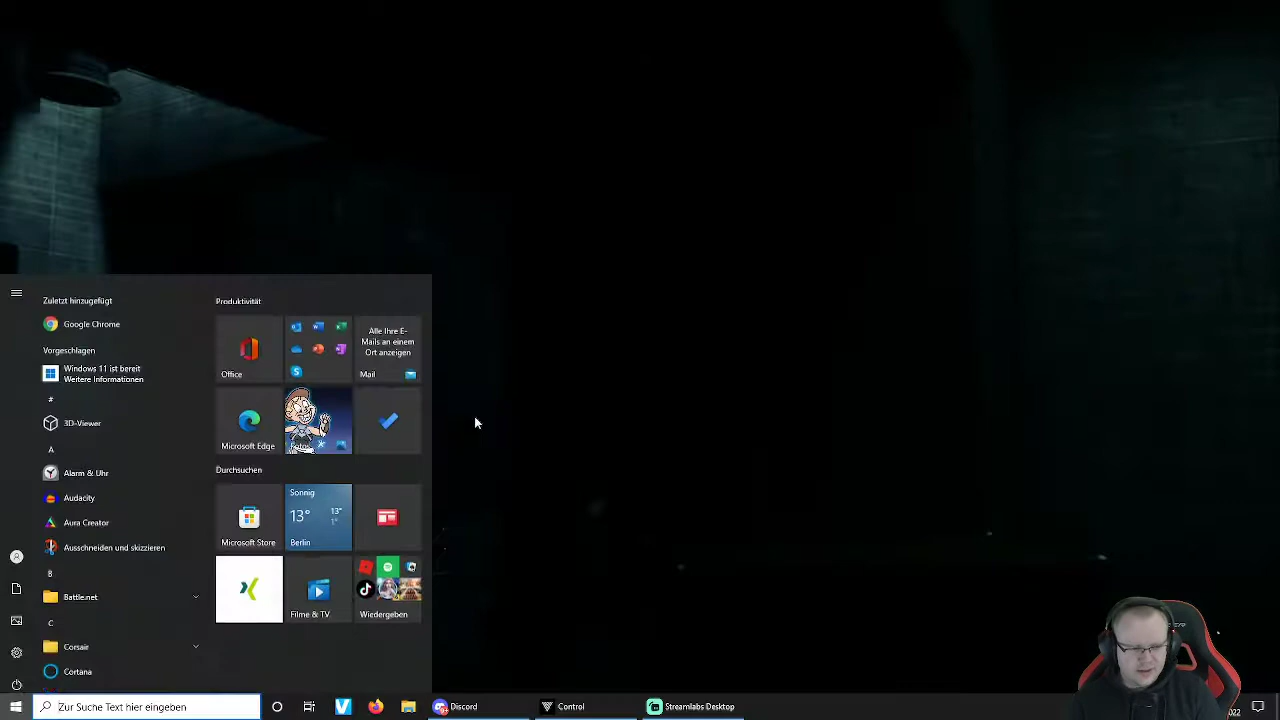 Zuletzt hinzugefügt
Google Chrome
Vorgeschlagen
Windows 11 ist bereit
Weitere Informationen
#
3D-Viewer
A
Alarm & Uhr
Audacity
Aura Creator
Ausschneiden und skizzieren
B
Battle.net
C
Corsair
Cortana
Produktivität
Office
Alle Ihre E-
Mails an einem
Ort anzeigen
Mail
Microsoft Edge
Durchsuchen
Microsoft Store
Sonnig
13°
13°
1°
Berlin
Filme & TV
Wiedergeben
Zur Suche Text hier eingeben
Discord
Control
Streamlabs Desktop